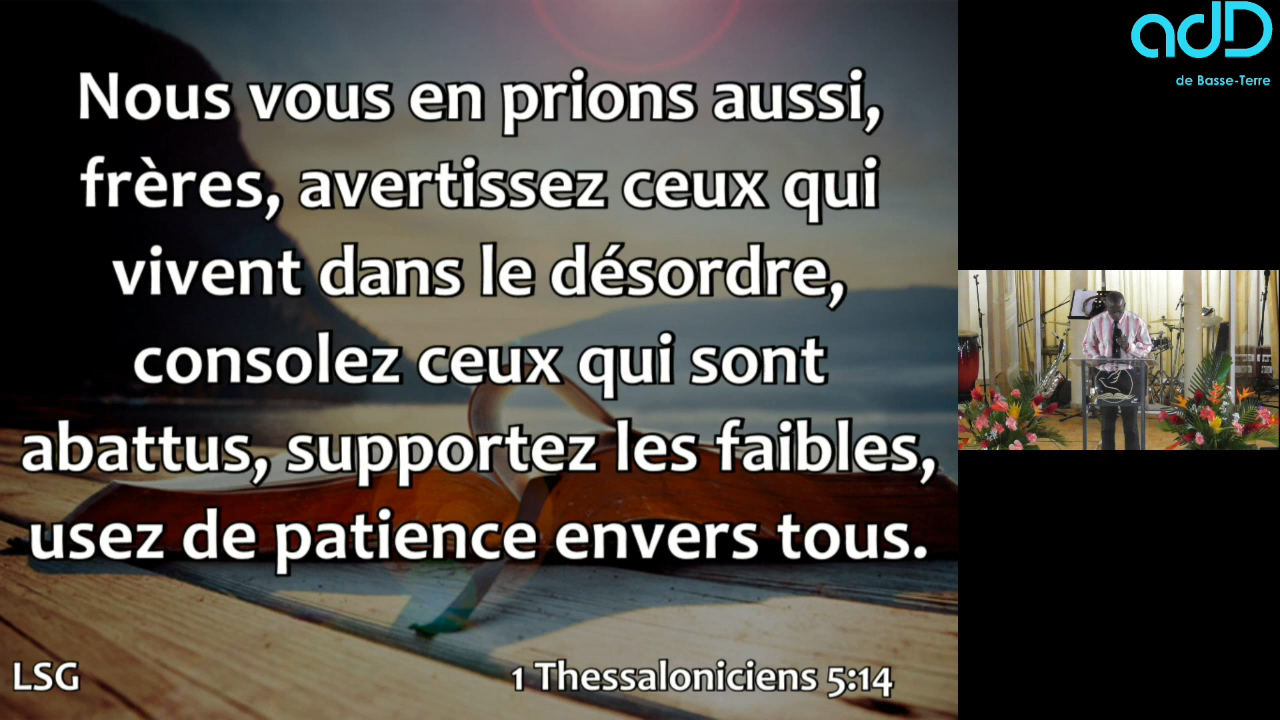 Nous vous en prions aussi,
frères, avertissez ceux qui
vivent dans le désordre,
consolez ceux qui sont
abattus, supportez les faibles,
usez de patience envers tous.
LSG
1 Thessaloniciens 5:14
adD
de Basse-Terre